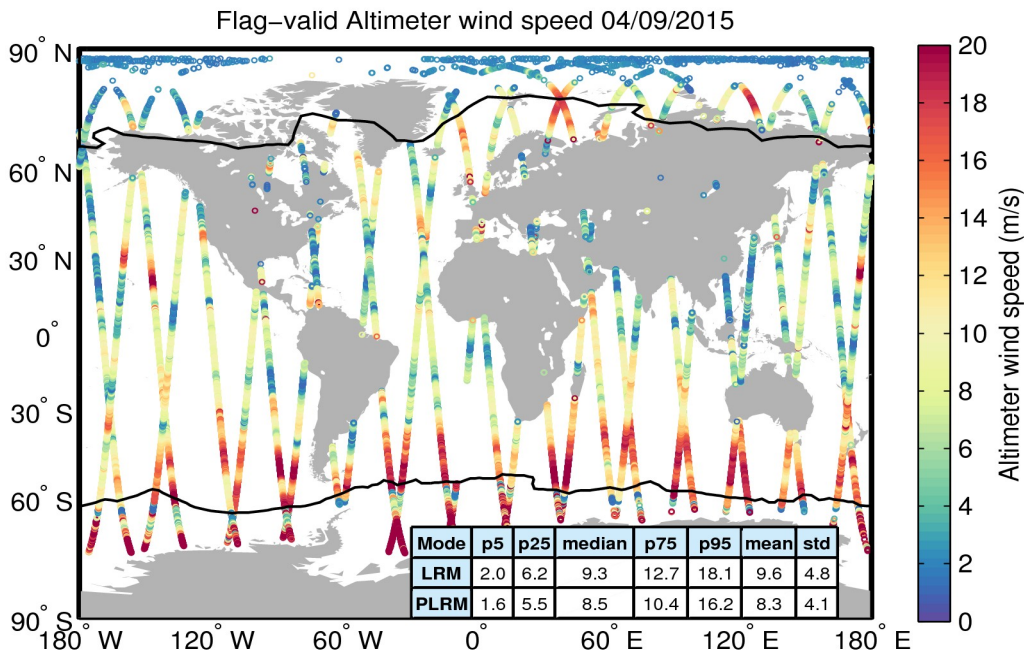 Flag−valid Altimeter wind speed 04/09/2015
90° N
60° N
30° N
0°
30° S
60° S
90° S
180° W
120° W
60° W
0°
60° E
120° E
180° E
Mode p5 p25 median p75 p95 mean std
LRM 2.0 6.2 9.3 12.7 18.1 9.6 4.8
PLRM 1.6 5.5 8.5 10.4 16.2 8.3 4.1
20
18
16
14
12
10
8
6
4
2
0
Altimeter wind speed (m/s)